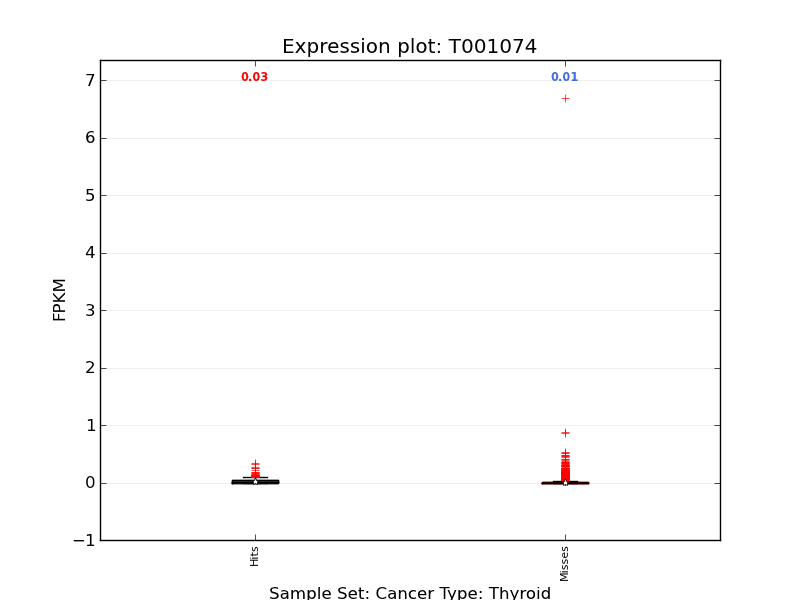 Expression plot: T001074
0.03
0.01
7
6
5
4
3
2
1
0
−1
FPKM
Hits
Misses
Sample Set: Cancer Type: Thyroid